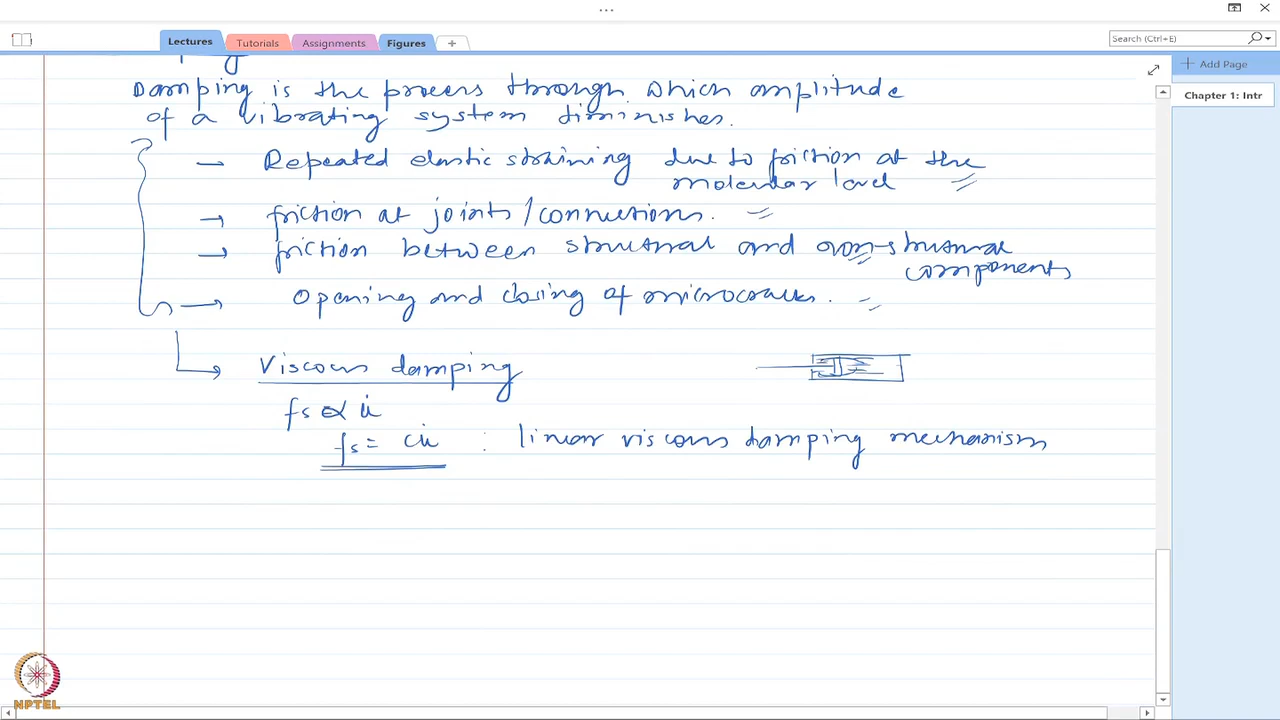 ...
Lectures Tutorials Assignments Figures + Search (Ctrl+E)
+ Add Page
Chapter 1: Intr
Damping is the process through which amplitude
of a vibrating system diminishes.
— Repeated elastic straining due to friction at the
molecular level
→ friction at joints/connections.
→ friction between structural and non-structural
components
→ Opening and closing of microcracks.
↳ Viscous damping
fs ∝ u̇
fs = cu̇ : linear viscous damping mechanism
NPTEL